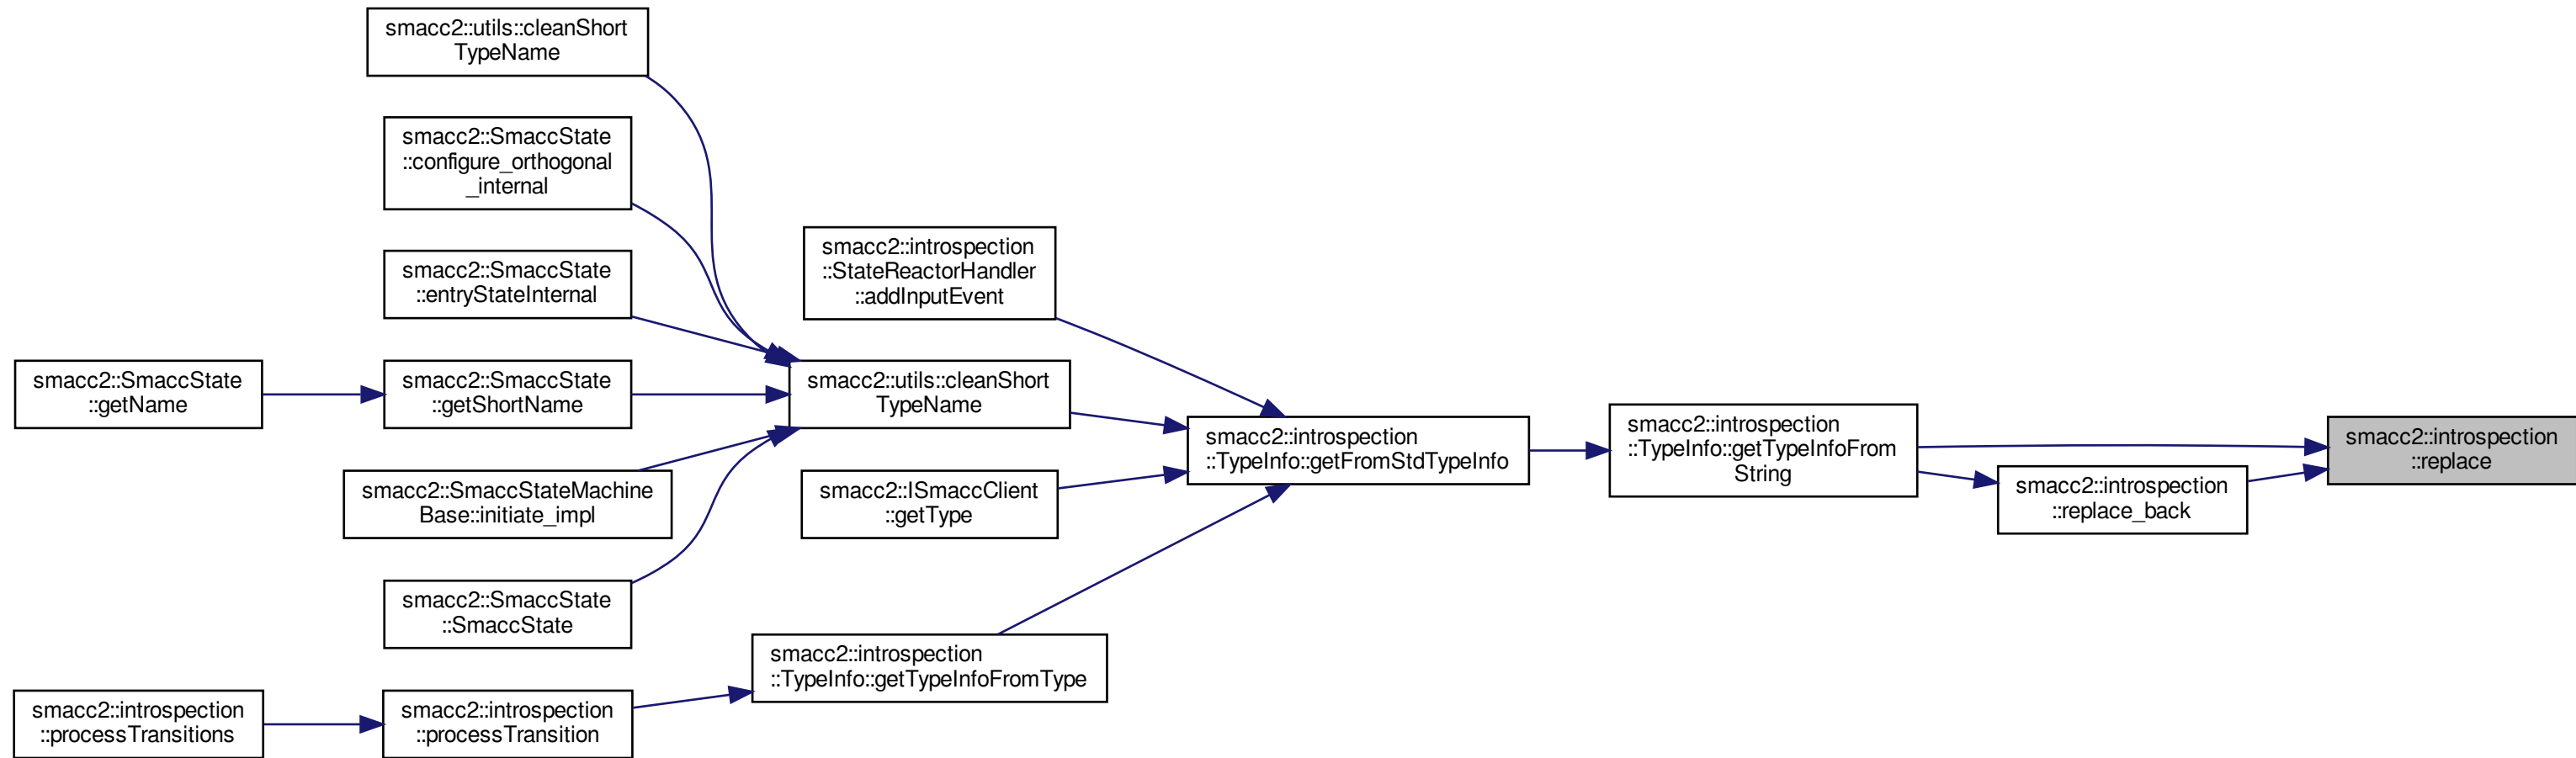 smacc2::utils::cleanShort
TypeName
smacc2::SmaccState
::configure_orthogonal
_internal
smacc2::SmaccState
::entryStateInternal
smacc2::SmaccState
::getName
smacc2::SmaccState
::getShortName
smacc2::SmaccStateMachine
Base::initiate_impl
smacc2::SmaccState
::SmaccState
smacc2::introspection
::processTransitions
smacc2::introspection
::processTransition
smacc2::introspection
::StateReactorHandler
::addInputEvent
smacc2::utils::cleanShort
TypeName
smacc2::ISmaccClient
::getType
smacc2::introspection
::TypeInfo::getTypeInfoFromType
smacc2::introspection
::TypeInfo::getFromStdTypeInfo
smacc2::introspection
::TypeInfo::getTypeInfoFrom
String
smacc2::introspection
::replace_back
smacc2::introspection
::replace